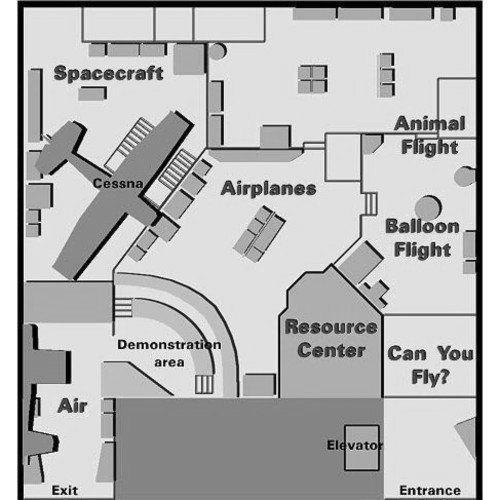 Spacecraft
Animal
Flight
Cessna
Airplanes
Balloon
Flight
Resource
Center
Demonstration
area
Can You
Fly?
Air
Elevator
Exit
Entrance